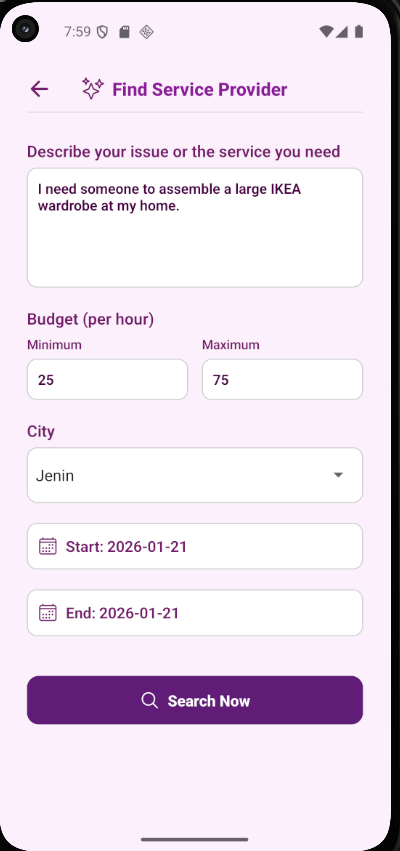 7:59
Find Service Provider
Describe your issue or the service you need
I need someone to assemble a large IKEA
wardrobe at my home.
Budget (per hour)
Minimum
Maximum
25
75
City
Jenin
Start: 2026-01-21
End: 2026-01-21
Search Now